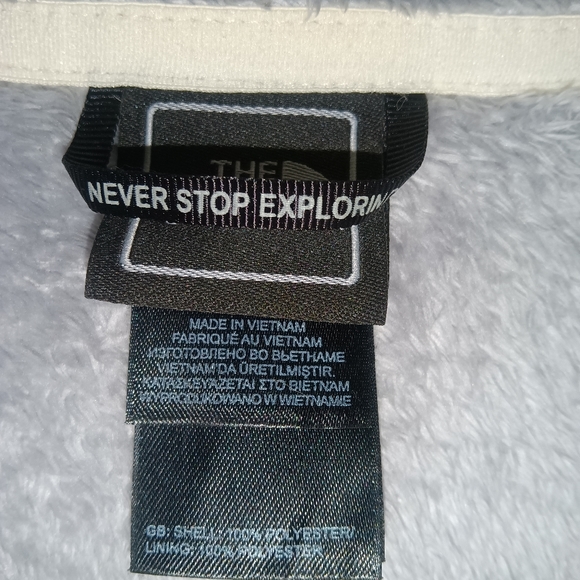 THE
NEVER STOP EXPLORING
MADE IN VIETNAM
FABRIQUÉ AU VIETNAM
ИЗГОТОВЛЕНО ВО ВЬЕТНАМЕ
VIETNAM'DA ÜRETILMIŞTIR.
ΚΑΤΑΣΚΕΥΑΖΕΤΑΙ ΣΤΟ ΒΙΕΤΝΑΜ
WYPRODUKOWANO W WIETNAMIE
GB: SHELL: 100% POLYESTER/
LINING: 100% POLYESTER